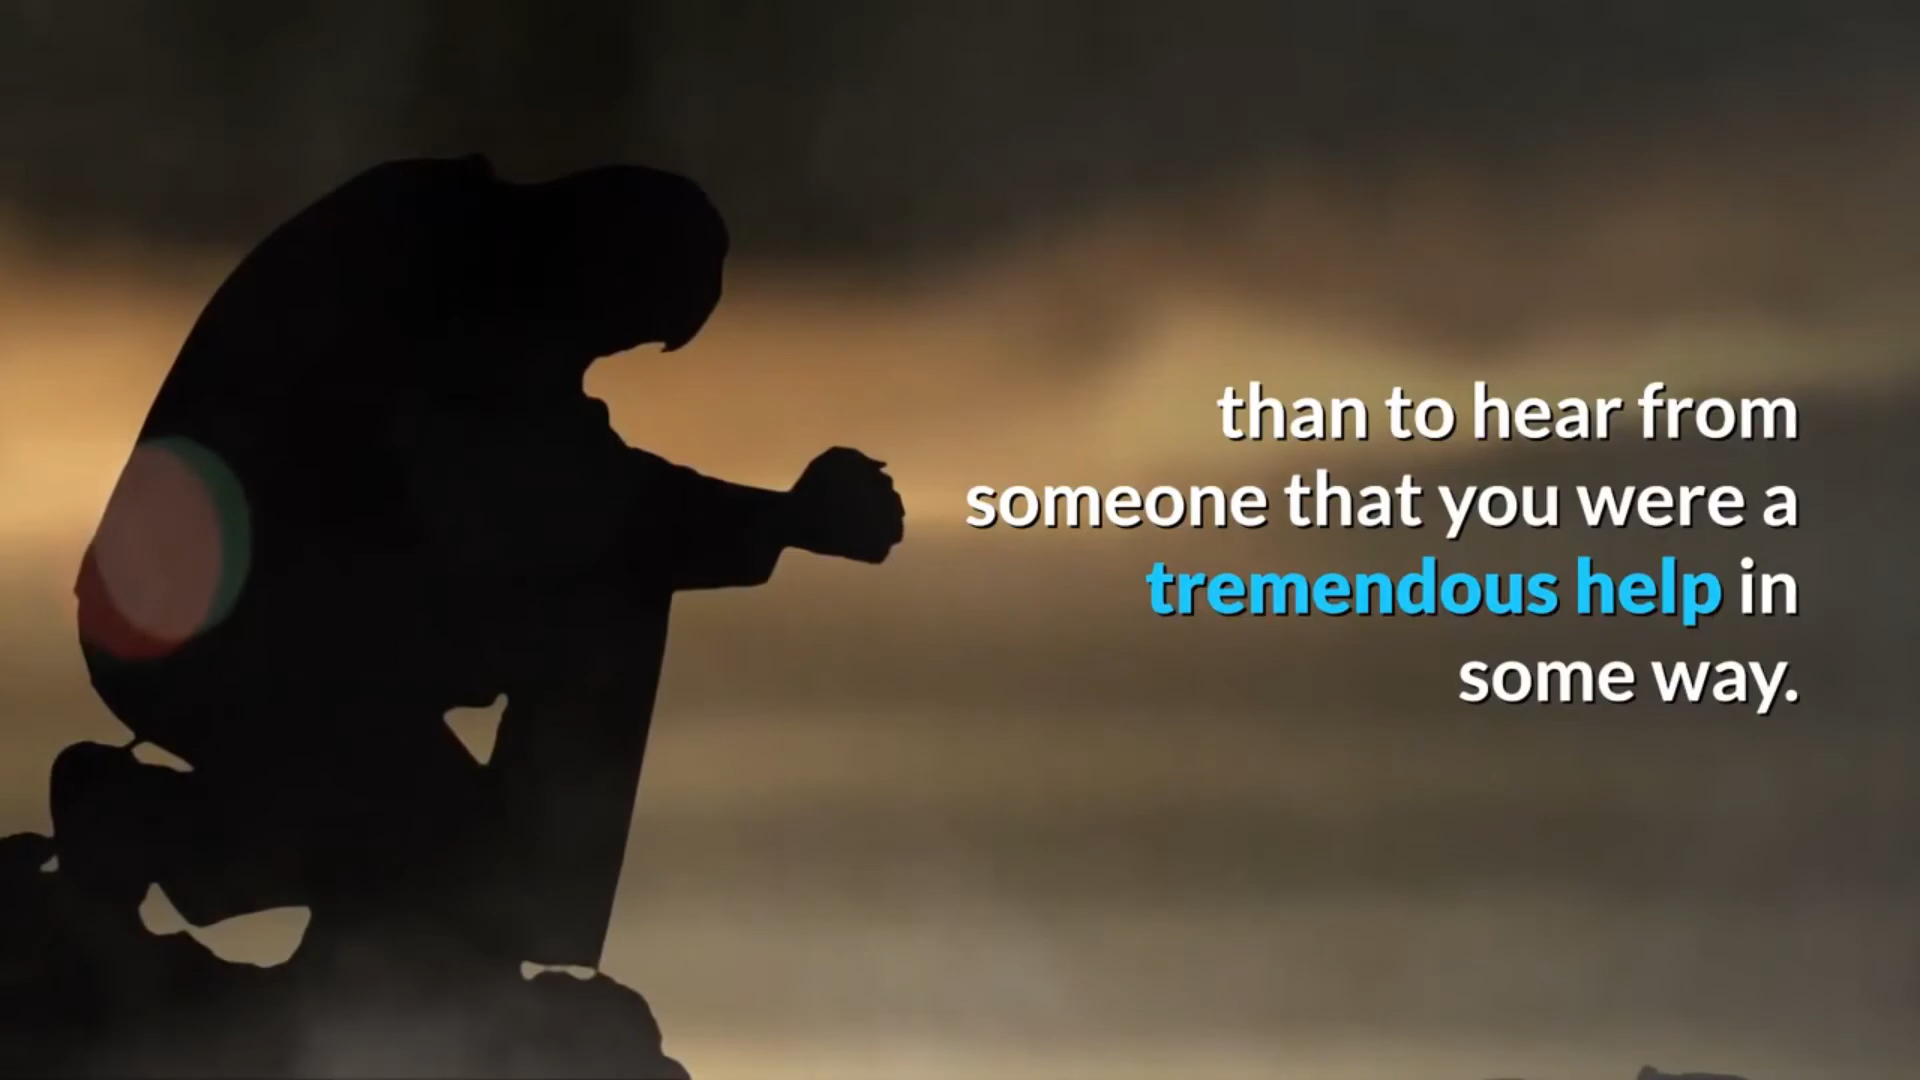 than to hear from
someone that you were a
tremendous help in
some way.